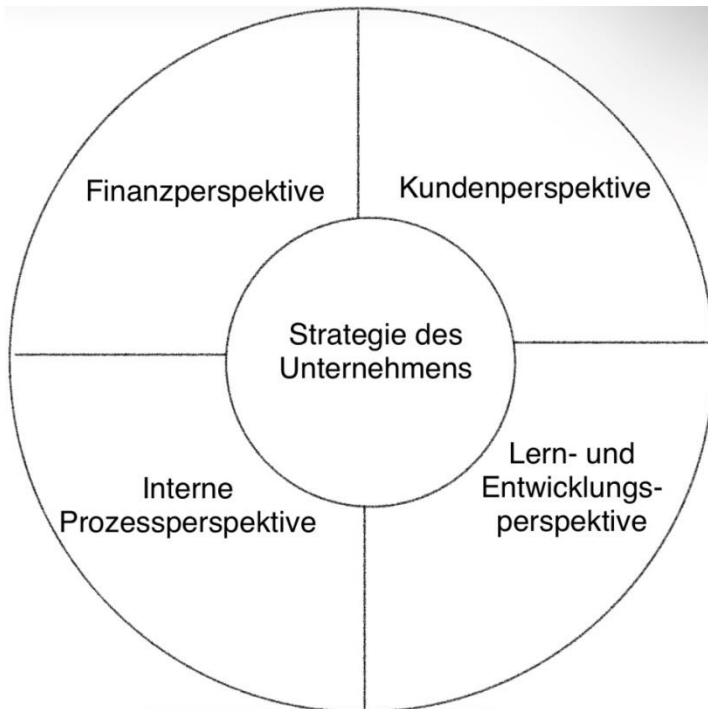 Finanzperspektive
Kundenperspektive
Strategie des
Unternehmens
Interne
Prozessperspektive
Lern- und
Entwicklungs-
perspektive